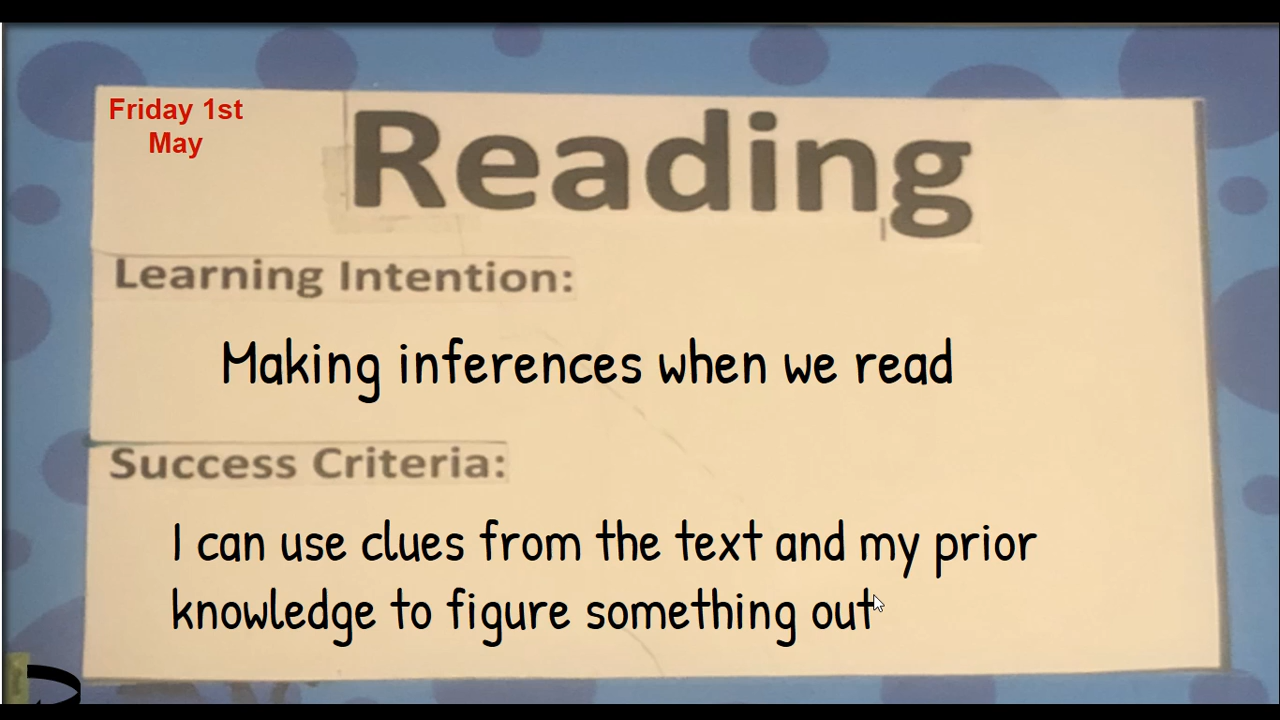 Friday 1st
May
Reading
Learning Intention:
Making inferences when we read
Success Criteria:
I can use clues from the text and my prior
knowledge to figure something out